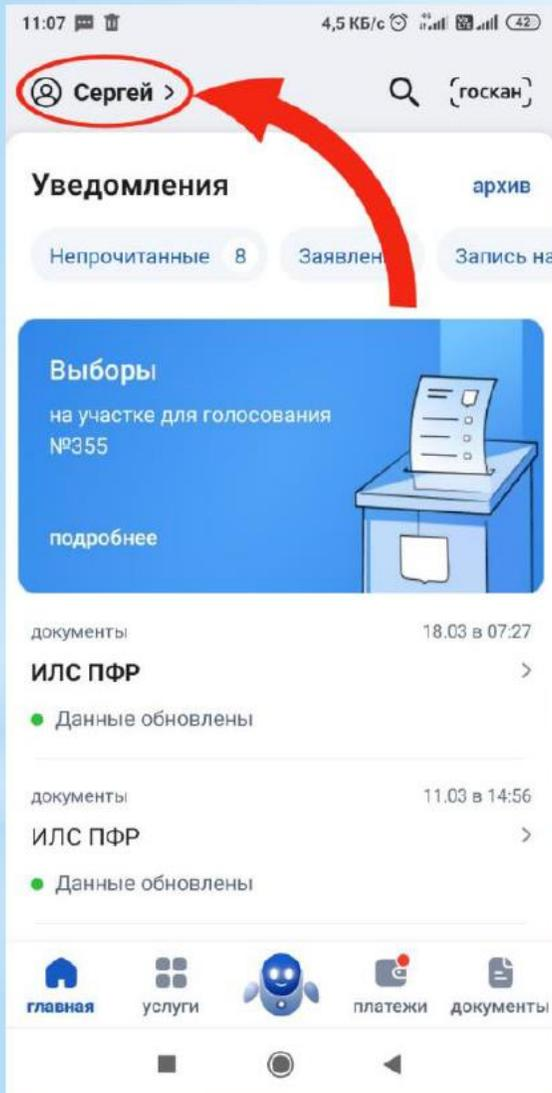 11:07 4,5 КБ/с 42
Сергей > госкан
Уведомления архив
Непрочитанные 8 Заявлен Запись на
Выборы
на участке для голосования
№355
подробнее
документы 18.03 в 07:27
ИЛС ПФР
Данные обновлены
документы 11.03 в 14:56
ИЛС ПФР
Данные обновлены
главная услуги платежи документы